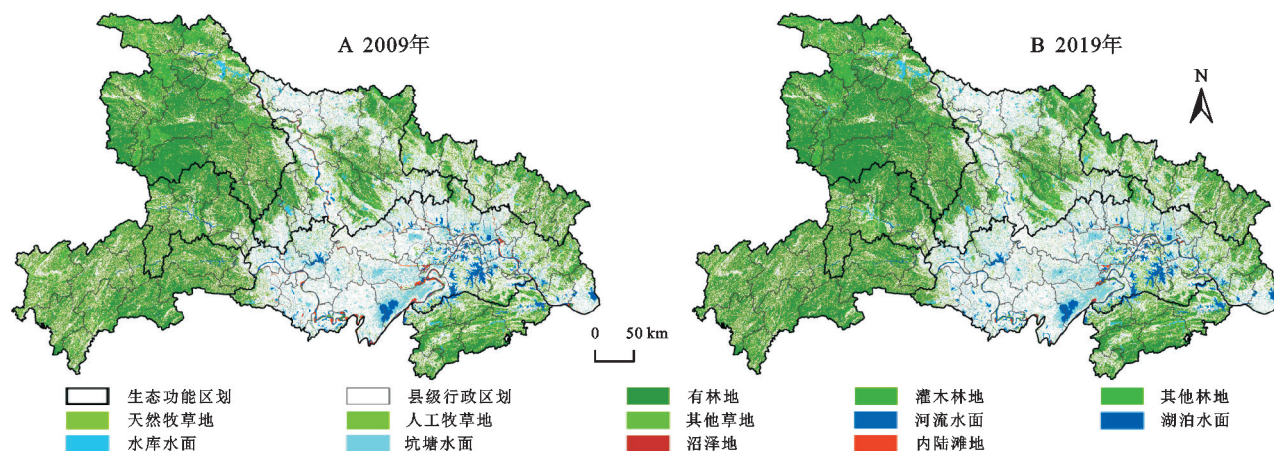 A 2009年
B 2019年
N
0 50 km
生态功能区划 县级行政区划 有林地 灌木林地 其他林地
天然牧草地 人工牧草地 其他草地 河流水面 湖泊水面
水库水面 坑塘水面 沼泽地 内陆滩地